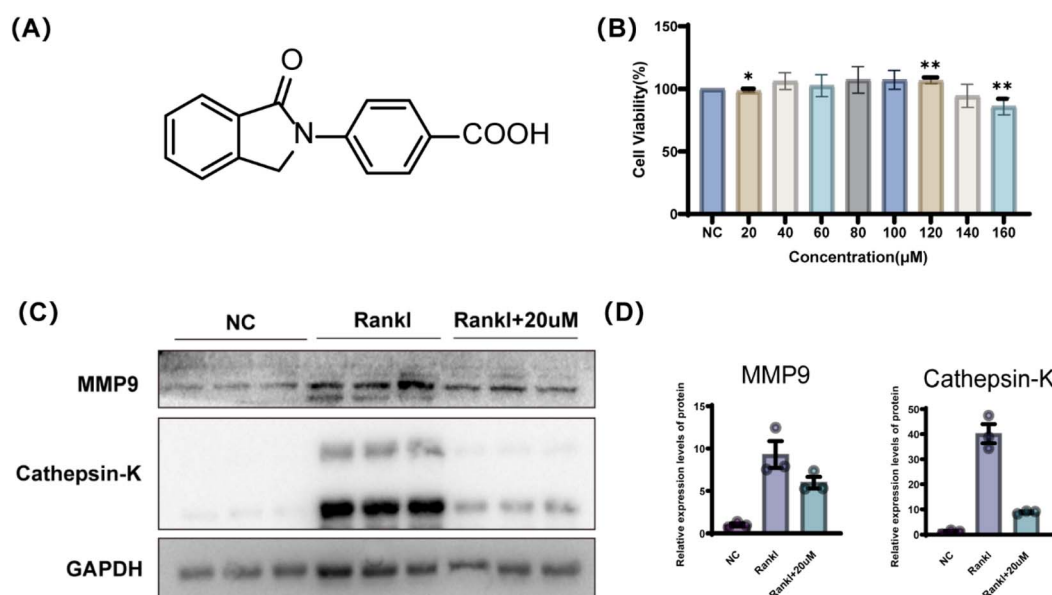 (A)
O
N
COOH
(B)
Cell Viability(%)
150
100
50
0
* ** **
NC 20 40 60 80 100 120 140 160
Concentration(μM)
(C)
NC Rankl Rankl+20uM
MMP9
Cathepsin-K
GAPDH
(D)
MMP9
Relative expression levels of protein
15
10
5
0
NC Rankl Rankl+20uM
Cathepsin-K
Relative expression levels of protein
50
40
30
20
10
0
NC Rankl Rankl+20uM